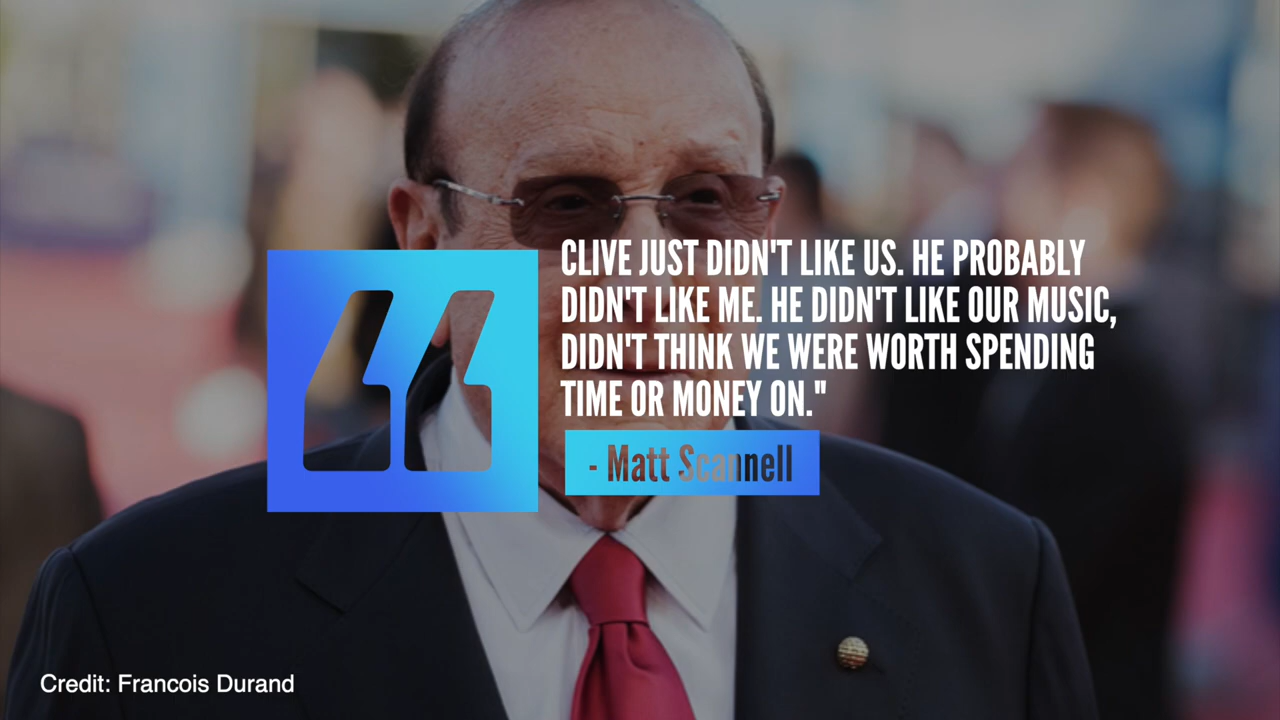 CLIVE JUST DIDN'T LIKE US. HE PROBABLY
DIDN'T LIKE ME. HE DIDN'T LIKE OUR MUSIC,
DIDN'T THINK WE WERE WORTH SPENDING
TIME OR MONEY ON."
- Matt Scannell
Credit: Francois Durand